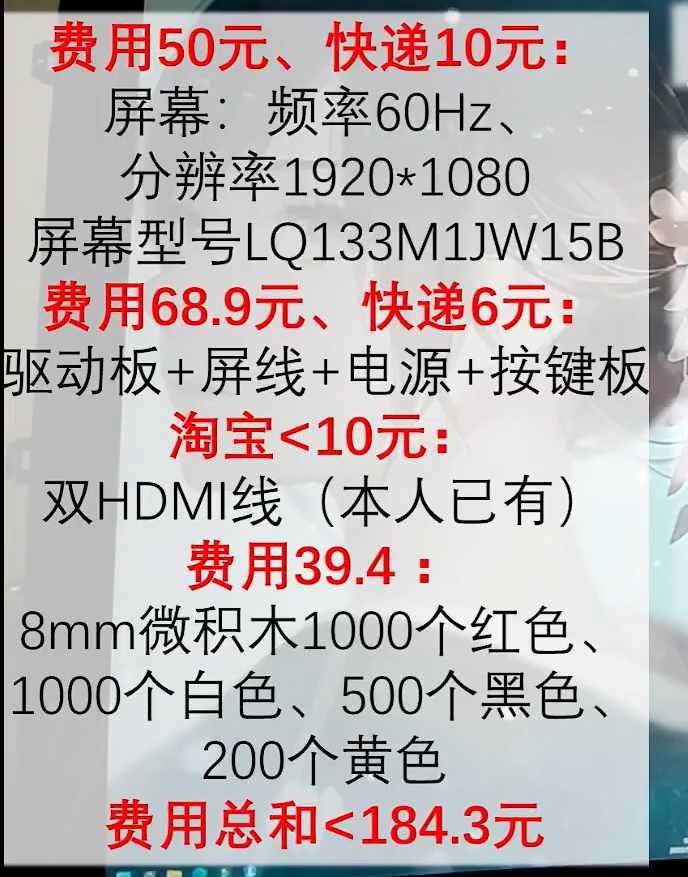 费用50元、快递10元：
屏幕：频率60Hz、
分辨率1920*1080
屏幕型号LQ133M1JW15B
费用68.9元、快递6元：
驱动板+屏线+电源+按键板
淘宝<10元：
双HDMI线（本人已有）
费用39.4 ：
8mm微积木1000个红色、
1000个白色、500个黑色、
200个黄色
费用总和<184.3元